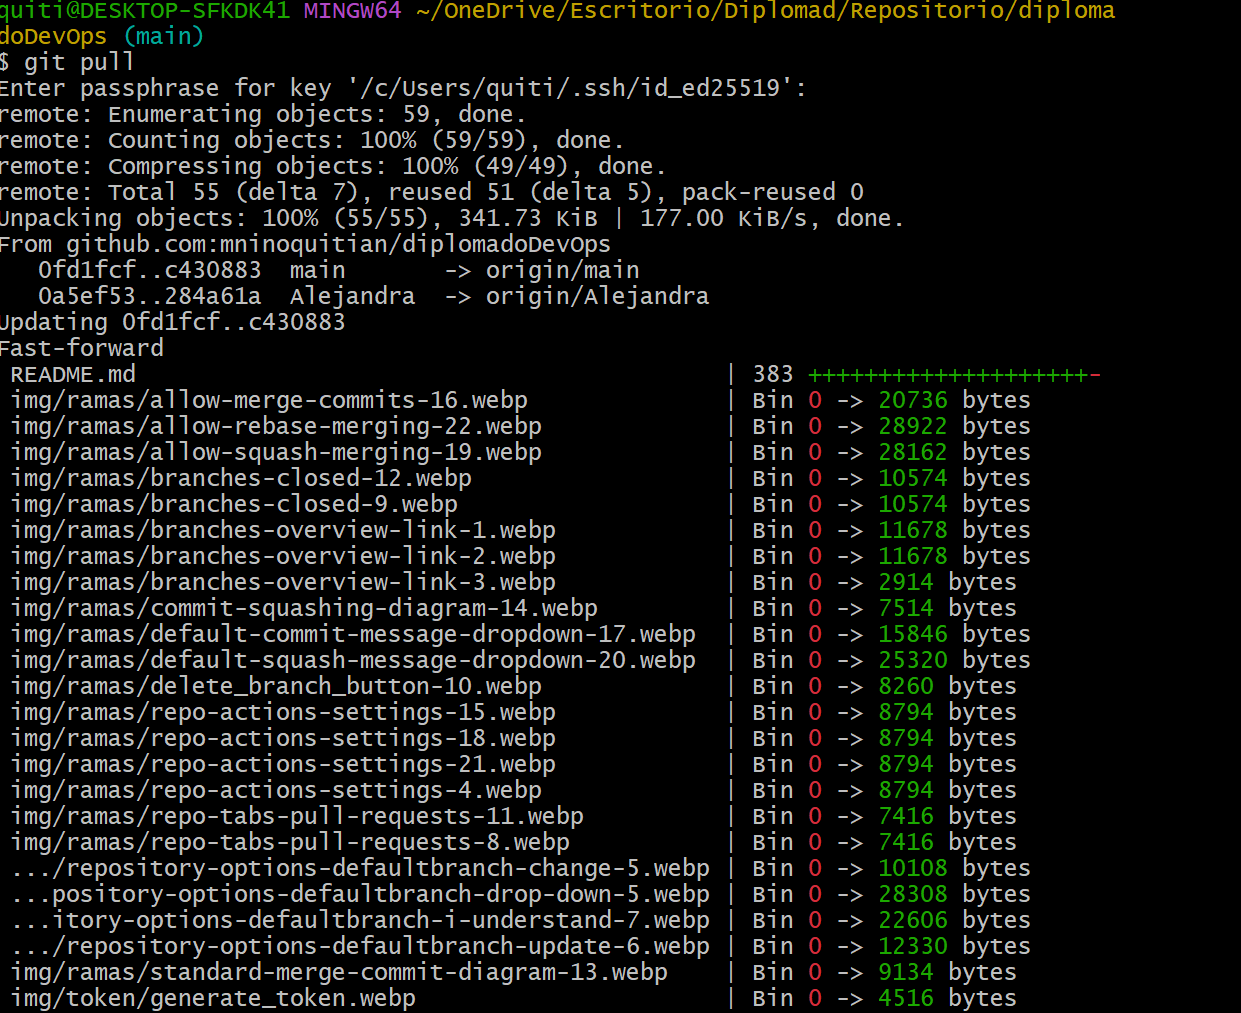 quiti@DESKTOP-SFKDK41 MINGW64 ~/OneDrive/Escritorio/Diplomad/Repositorio/diploma
doDevOps (main)
$ git pull
Enter passphrase for key '/c/Users/quiti/.ssh/id_ed25519':
remote: Enumerating objects: 59, done.
remote: Counting objects: 100% (59/59), done.
remote: Compressing objects: 100% (49/49), done.
remote: Total 55 (delta 7), reused 51 (delta 5), pack-reused 0
Unpacking objects: 100% (55/55), 341.73 KiB | 177.00 KiB/s, done.
From github.com:mninoquitian/diplomadoDevOps
   0fd1fcf..c430883  main       -> origin/main
   0a5ef53..284a61a  Alejandra  -> origin/Alejandra
Updating 0fd1fcf..c430883
Fast-forward
 README.md                                          | 383 ++++++++++++++++++++-
 img/ramas/allow-merge-commits-16.webp              | Bin 0 -> 20736 bytes
 img/ramas/allow-rebase-merging-22.webp             | Bin 0 -> 28922 bytes
 img/ramas/allow-squash-merging-19.webp             | Bin 0 -> 28162 bytes
 img/ramas/branches-closed-12.webp                  | Bin 0 -> 10574 bytes
 img/ramas/branches-closed-9.webp                   | Bin 0 -> 10574 bytes
 img/ramas/branches-overview-link-1.webp            | Bin 0 -> 11678 bytes
 img/ramas/branches-overview-link-2.webp            | Bin 0 -> 11678 bytes
 img/ramas/branches-overview-link-3.webp            | Bin 0 -> 2914 bytes
 img/ramas/commit-squashing-diagram-14.webp         | Bin 0 -> 7514 bytes
 img/ramas/default-commit-message-dropdown-17.webp  | Bin 0 -> 15846 bytes
 img/ramas/default-squash-message-dropdown-20.webp  | Bin 0 -> 25320 bytes
 img/ramas/delete_branch_button-10.webp             | Bin 0 -> 8260 bytes
 img/ramas/repo-actions-settings-15.webp            | Bin 0 -> 8794 bytes
 img/ramas/repo-actions-settings-18.webp            | Bin 0 -> 8794 bytes
 img/ramas/repo-actions-settings-21.webp            | Bin 0 -> 8794 bytes
 img/ramas/repo-actions-settings-4.webp             | Bin 0 -> 8794 bytes
 img/ramas/repo-tabs-pull-requests-11.webp          | Bin 0 -> 7416 bytes
 img/ramas/repo-tabs-pull-requests-8.webp           | Bin 0 -> 7416 bytes
 .../repository-options-defaultbranch-change-5.webp | Bin 0 -> 10108 bytes
 ...pository-options-defaultbranch-drop-down-5.webp | Bin 0 -> 28308 bytes
 ...itory-options-defaultbranch-i-understand-7.webp | Bin 0 -> 22606 bytes
 .../repository-options-defaultbranch-update-6.webp | Bin 0 -> 12330 bytes
 img/ramas/standard-merge-commit-diagram-13.webp    | Bin 0 -> 9134 bytes
 img/token/generate_token.webp                      | Bin 0 -> 4516 bytes